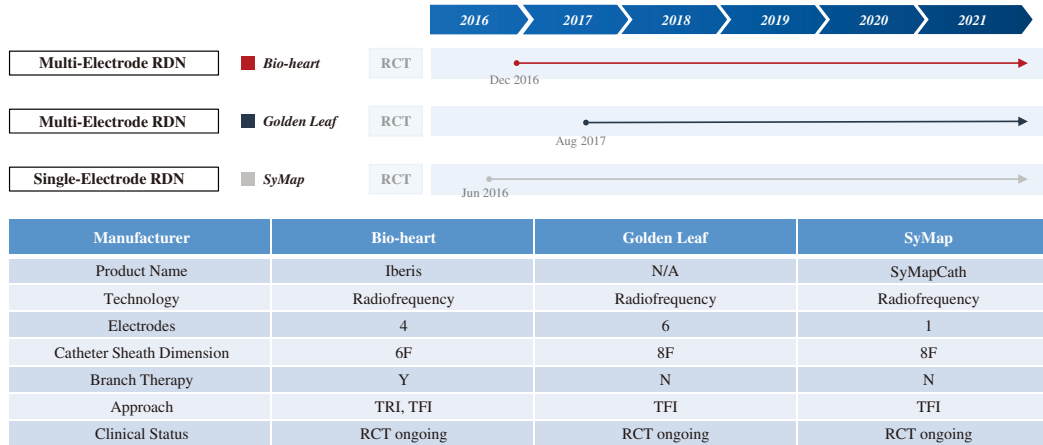 2016 2017 2018 2019 2020 2021
Multi-Electrode RDN Bio-heart RCT
Dec 2016
Multi-Electrode RDN Golden Leaf RCT
Aug 2017
Single-Electrode RDN SyMap RCT
Jun 2016
Manufacturer Bio-heart Golden Leaf SyMap
Product Name Iberis N/A SyMapCath
Technology Radiofrequency Radiofrequency Radiofrequency
Electrodes 4 6 1
Catheter Sheath Dimension 6F 8F 8F
Branch Therapy Y N N
Approach TRI, TFI TFI TFI
Clinical Status RCT ongoing RCT ongoing RCT ongoing